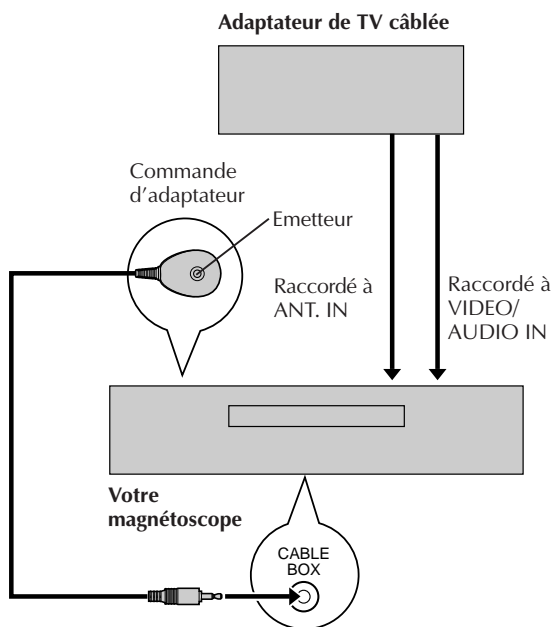 Adaptateur de TV câblée
Commande
d'adaptateur
Emetteur
Raccordé à
ANT. IN
Raccordé à
VIDEO/
AUDIO IN
Votre
magnétoscope
CABLE
BOX